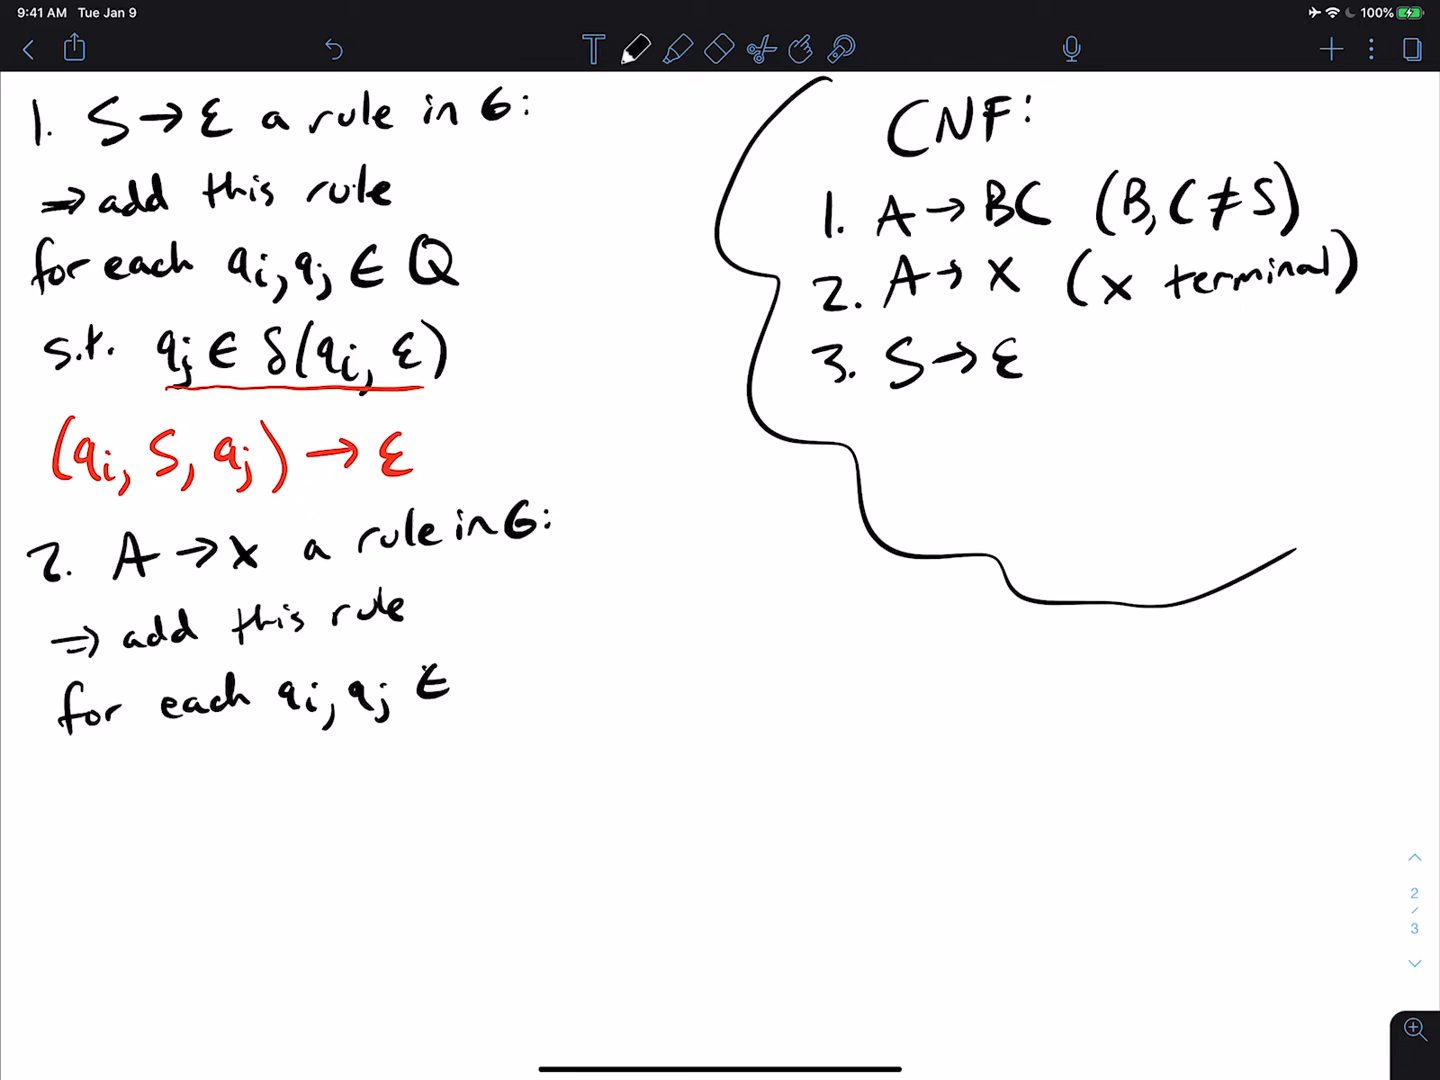 9:41 AM Tue Jan 9
100%
1. S → ε a rule in G:
⇒ add this rule
for each qi, qj ∈ Q
s.t. qj ∈ δ(qi, ε)
(qi, S, qj) → ε
2. A → x a rule in G:
⇒ add this rule
for each qi, qj ∈
CNF:
1. A → BC (B, C ≠ S)
2. A → x (x terminal)
3. S → ε
2
/
3